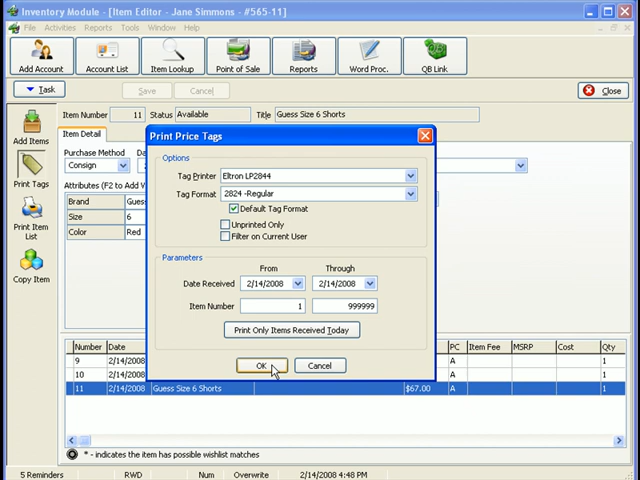 Inventory Module - [Item Editor - Jane Simmons - #565-11]
File Activities Reports Tools Window Help
Add Account Account List Item Lookup Point of Sale Reports Word Proc. QB Link
Task Save Cancel Close
Item Number 11 Status Available Title Guess Size 6 Shorts
Add Items
Print Tags
Print Item List
Copy Item
Item Detail
Purchase Method
Consign
Attributes (F2 to Add
Brand
Size 6
Color Red
Print Price Tags
Options
Tag Printer Eltron LP2844
Tag Format 2824 -Regular
Default Tag Format
Unprinted Only
Filter on Current User
Parameters
From Through
Date Received 2/14/2008 2/14/2008
Item Number 1 999999
Print Only Items Received Today
OK Cancel
Number Date PC Item Fee MSRP Cost Qty
9 2/14/2008 A 1
10 2/14/2008 A 1
11 2/14/2008 Guess Size 6 Shorts $67.00 A 1
* - indicates the item has possible wishlist matches
5 Reminders RWD Num Overwrite 2/14/2008 4:48 PM